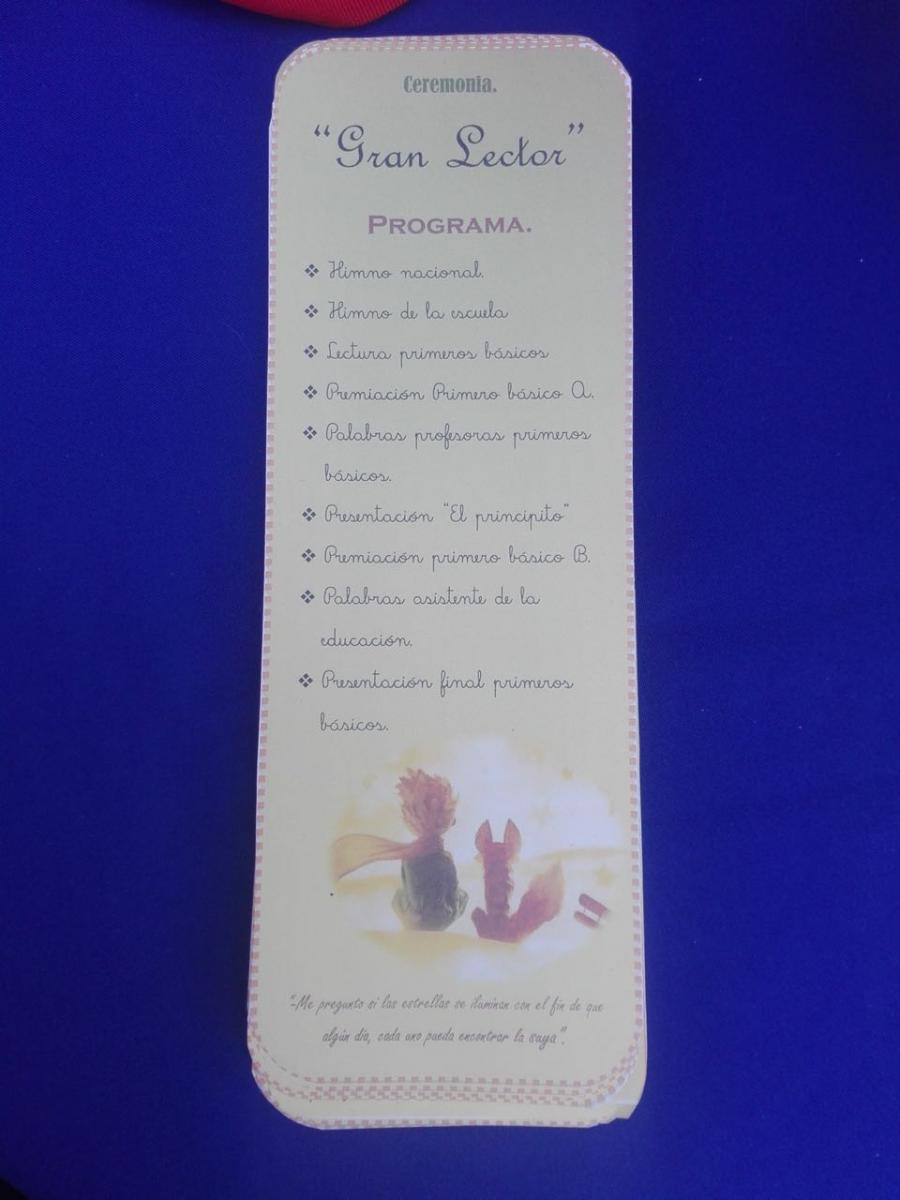 Ceremonia.
“Gran Lector”
PROGRAMA.
❖ Himno nacional.
❖ Himno de la escuela
❖ Lectura primeros básicos
❖ Premiación Primero básico A.
❖ Palabras profesoras primeros
básicos.
❖ Presentación “El principito”
❖ Premiación primero básico B.
❖ Palabras asistente de la
educación.
❖ Presentación final primeros
básicos.
“-Me pregunto si las estrellas se iluminan con el fin de que
algún día, cada uno pueda encontrar la suya”.